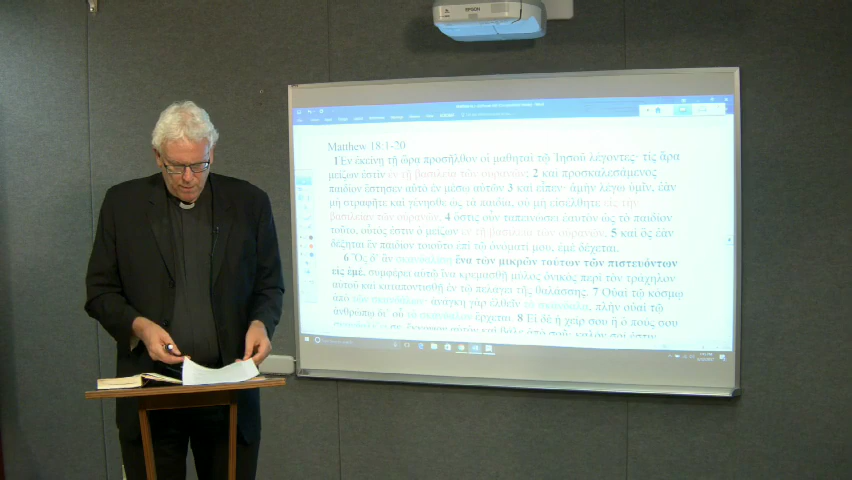 EPSON
Matthew 18.1-20
1 Ἐν ἐκείνῃ τῇ ὥρᾳ προσῆλθον οἱ μαθηταὶ τῷ Ἰησοῦ λέγοντες· τίς ἄρα
μείζων ἐστὶν ἐν τῇ βασιλείᾳ τῶν οὐρανῶν; 2 καὶ προσκαλεσάμενος
παιδίον ἔστησεν αὐτὸ ἐν μέσῳ αὐτῶν 3 καὶ εἶπεν· ἀμὴν λέγω ὑμῖν, ἐὰν
μὴ στραφῆτε καὶ γένησθε ὡς τὰ παιδία, οὐ μὴ εἰσέλθητε εἰς τὴν
βασιλείαν τῶν οὐρανῶν. 4 ὅστις οὖν ταπεινώσει ἑαυτὸν ὡς τὸ παιδίον
τοῦτο, οὗτός ἐστιν ὁ μείζων ἐν τῇ βασιλείᾳ τῶν οὐρανῶν. 5 καὶ ὃς ἐὰν
δέξηται ἓν παιδίον τοιοῦτο ἐπὶ τῷ ὀνόματί μου, ἐμὲ δέχεται.
6 Ὃς δ᾽ ἂν σκανδαλίσῃ ἕνα τῶν μικρῶν τούτων τῶν πιστευόντων
εἰς ἐμέ, συμφέρει αὐτῷ ἵνα κρεμασθῇ μύλος ὀνικὸς περὶ τὸν τράχηλον
αὐτοῦ καὶ καταποντισθῇ ἐν τῷ πελάγει τῆς θαλάσσης. 7 Οὐαὶ τῷ κόσμῳ
ἀπὸ τῶν σκανδάλων· ἀνάγκη γὰρ ἐλθεῖν τὰ σκάνδαλα, πλὴν οὐαὶ τῷ
ἀνθρώπῳ δι᾽ οὗ τὸ σκάνδαλον ἔρχεται. 8 Εἰ δὲ ἡ χείρ σου ἢ ὁ πούς σου